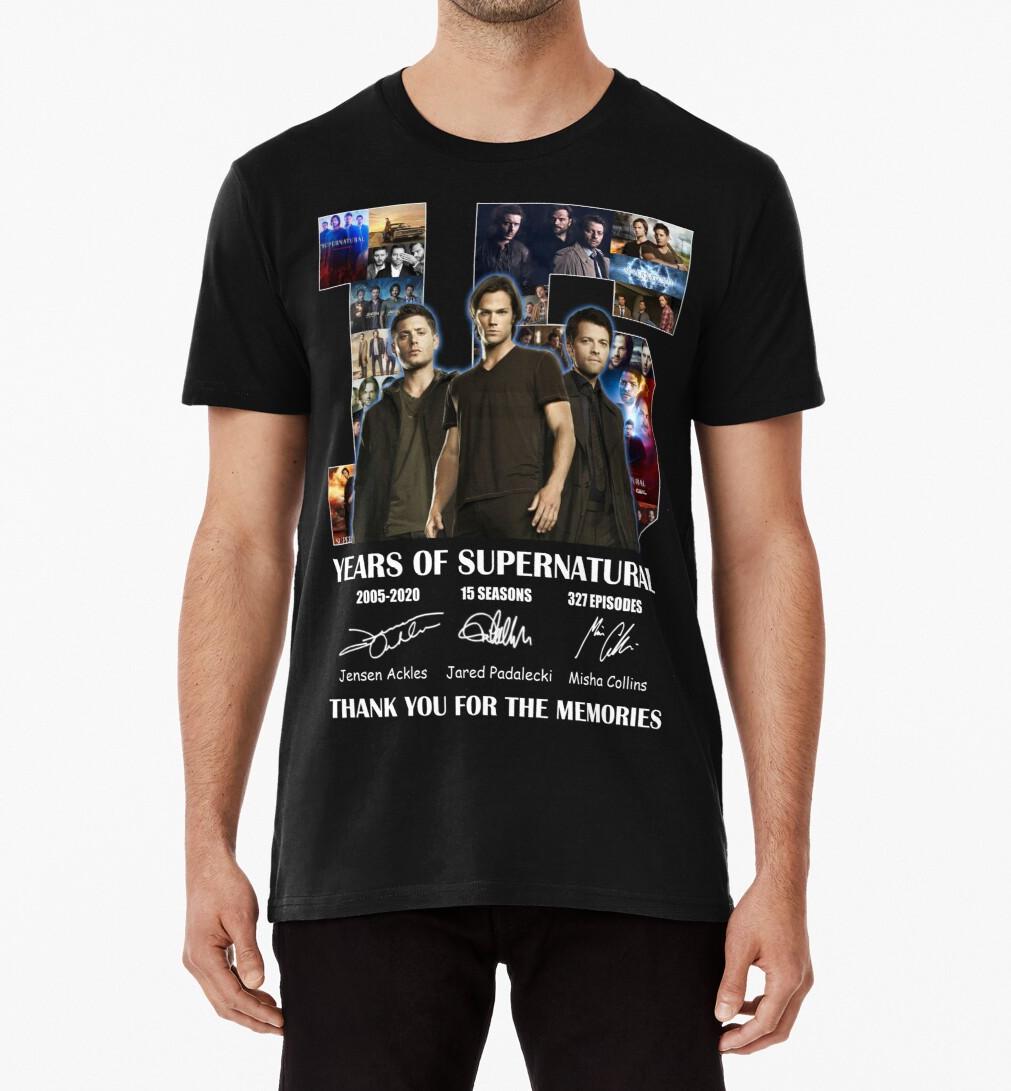 SUPERNATURAL
YEARS OF SUPERNATURAL
2005-2020 15 SEASONS 327 EPISODES
Jensen Ackles Jared Padalecki Misha Collins
THANK YOU FOR THE MEMORIES